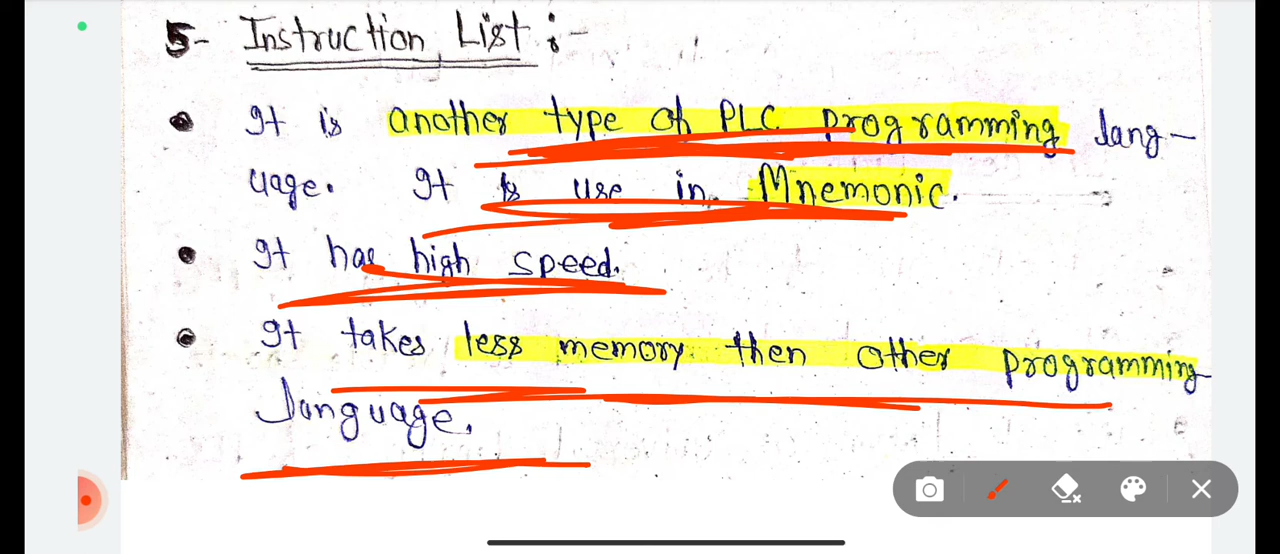 5- Instruction List :-
It is another type of PLC programming lang-
uage. It is use in Mnemonic.
It has high speed.
It takes less memory then other programming
language.